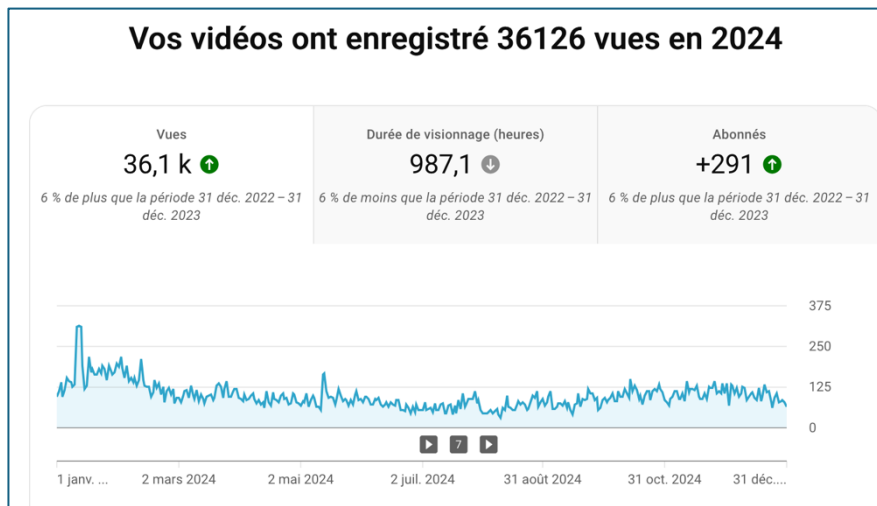 Vos vidéos ont enregistré 36126 vues en 2024
Vues
36,1 k
6 % de plus que la période 31 déc. 2022 – 31
déc. 2023
Durée de visionnage (heures)
987,1
6 % de moins que la période 31 déc. 2022 – 31
déc. 2023
Abonnés
+291
6 % de plus que la période 31 déc. 2022 – 31
déc. 2023
375
250
125
0
7
1 janv. ...
2 mars 2024
2 mai 2024
2 juil. 2024
31 août 2024
31 oct. 2024
31 déc....